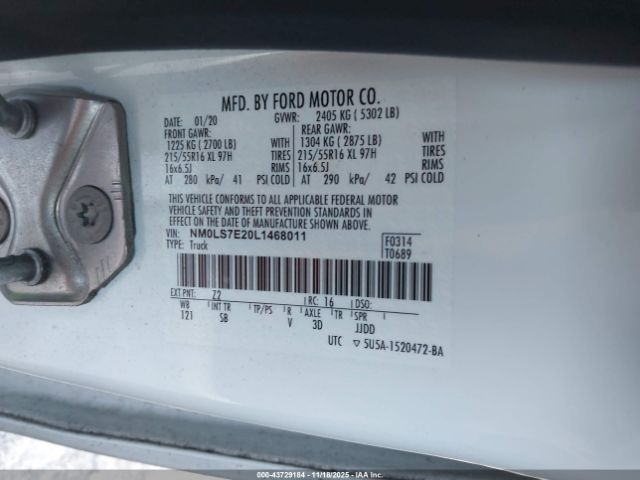 MFD. BY FORD MOTOR CO.
DATE: 01/20 GVWR: 2405 KG ( 5302 LB)
FRONT GAWR: REAR GAWR:
1225 KG ( 2700 LB) WITH 1304 KG ( 2875 LB) WITH
215/55R16 XL 97H TIRES 215/55R16 XL 97H TIRES
16x6.5J RIMS 16x6.5J RIMS
AT 280 kPa/ 41 PSI COLD AT 290 kPa/ 42 PSI COLD
THIS VEHICLE CONFORMS TO ALL APPLICABLE FEDERAL MOTOR
VEHICLE SAFETY AND THEFT PREVENTION STANDARDS IN
EFFECT ON THE DATE OF MANUFACTURE SHOWN ABOVE.
VIN: NM0LS7E20L1468011 F0314
TYPE: Truck T0689
EXT PNT: Z2 RC: 16 DSO:
WB INT TR TP/PS R AXLE TR SPR
121 SB V 3D JJDD
UTC ▽ 5U5A-1520472-BA
©00-43729184 - 11/18/2025 - IAA Inc.